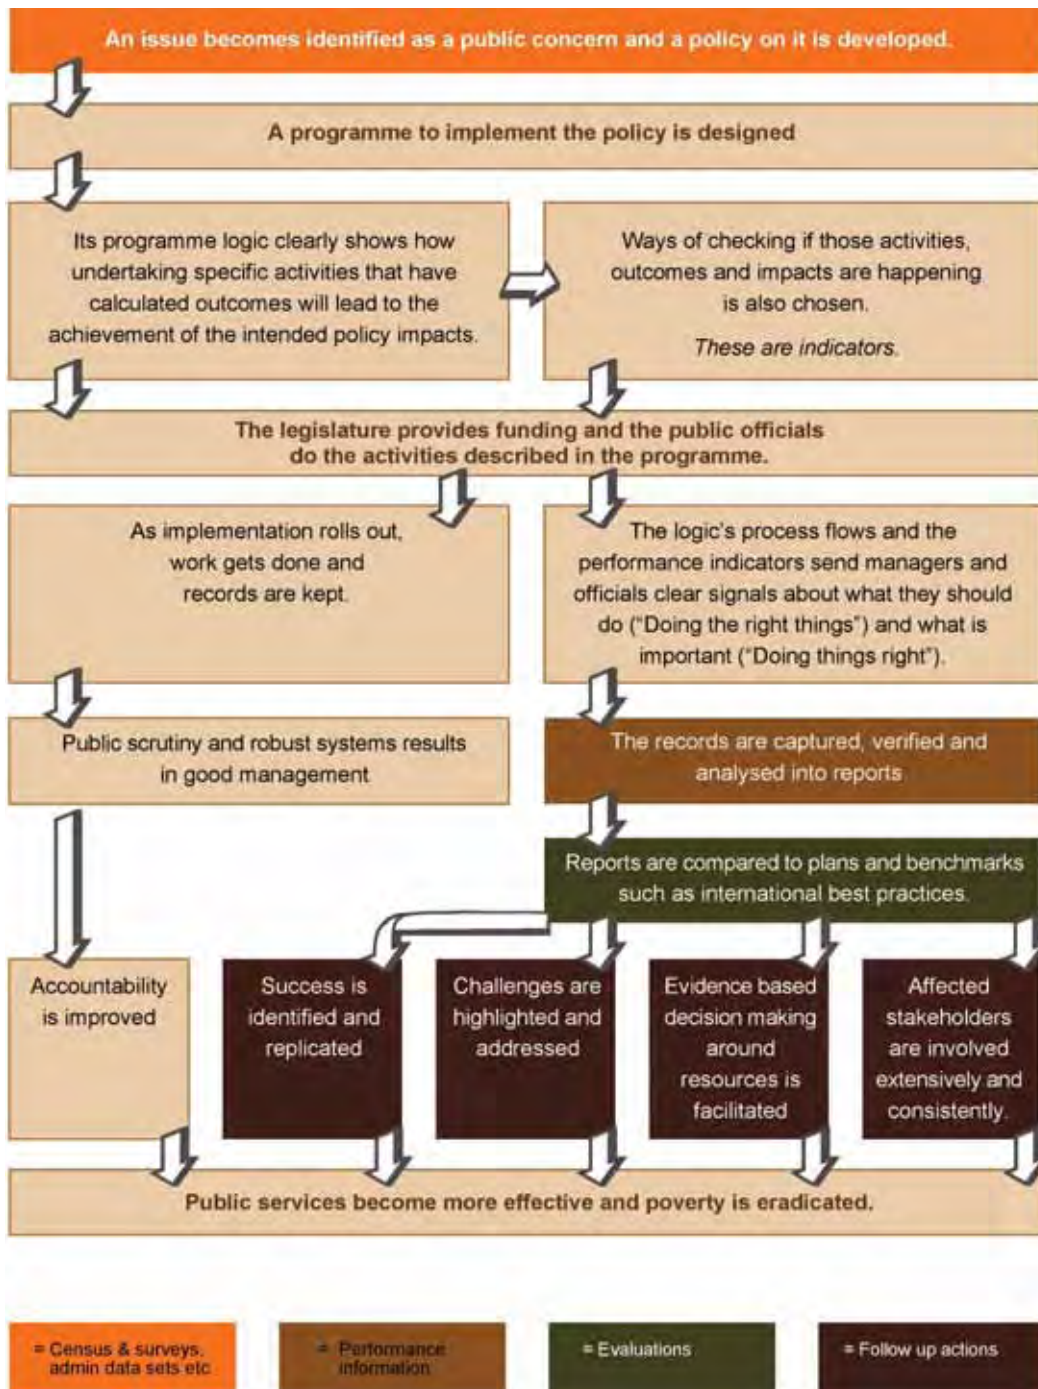 An issue becomes identified as a public concern and a policy on it is developed.
A programme to implement the policy is designed
Its programme logic clearly shows how
undertaking specific activities that have
calculated outcomes will lead to the
achievement of the intended policy impacts.
Ways of checking if those activities,
outcomes and impacts are happening
is also chosen.
These are indicators.
The legislature provides funding and the public officials
do the activities described in the programme.
As implementation rolls out,
work gets done and
records are kept.
The logic's process flows and the
performance indicators send managers and
officials clear signals about what they should
do (“Doing the right things”) and what is
important (“Doing things right”).
Public scrutiny and robust systems results
in good management
The records are captured, verified and
analysed into reports
Reports are compared to plans and benchmarks
such as international best practices.
Accountability
is improved
Success is
identified and
replicated
Challenges are
highlighted and
addressed
Evidence based
decision making
around
resources is
facilitated
Affected
stakeholders
are involved
extensively and
consistently.
Public services become more effective and poverty is eradicated.
= Census & surveys,
admin data sets etc
= Performance
information
= Evaluations
= Follow up actions